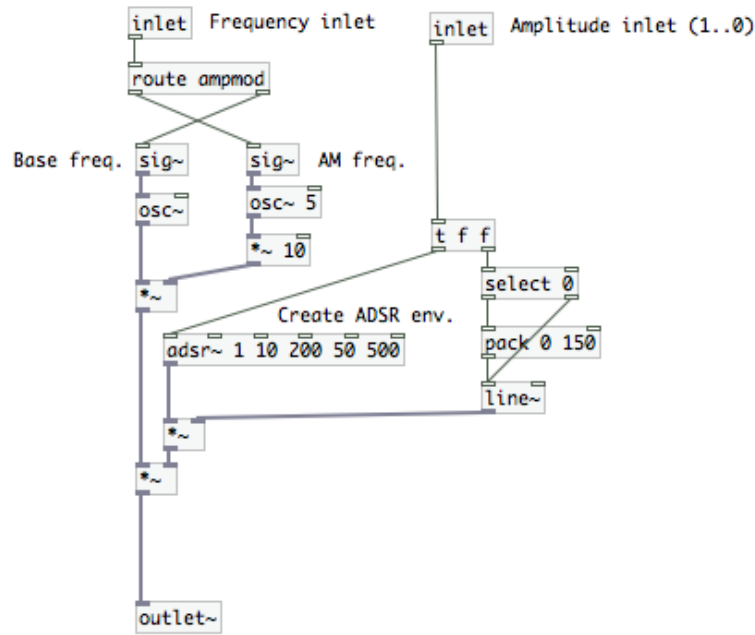 inlet Frequency inlet
inlet Amplitude inlet (1..0)
route ampmod
Base freq. sig~ sig~ AM freq.
osc~ osc~ 5
t f f
*~ 10
select 0
*~
Create ADSR env.
adsr~ 1 10 200 50 500
pack 0 150
line~
*~
*~
outlet~